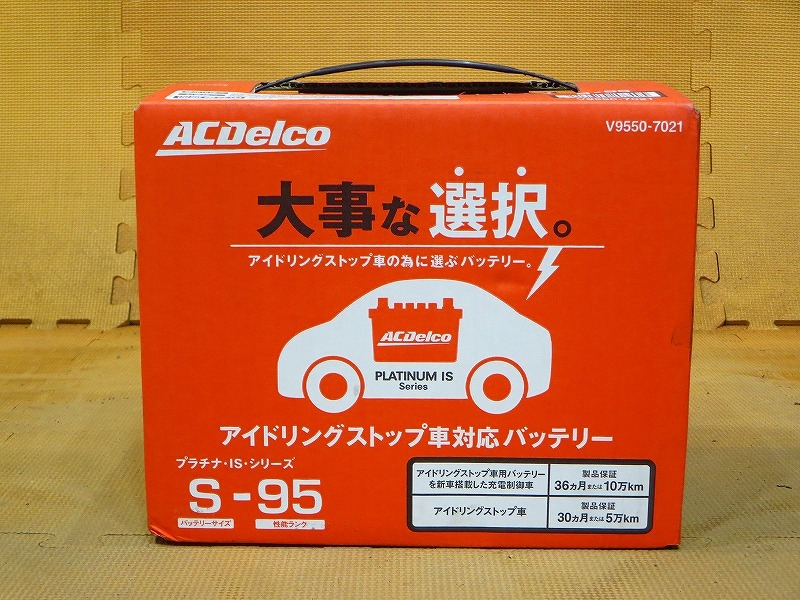 ACDelco
V9550-7021
大事な選択。
アイドリングストップ車の為に選ぶバッテリー。
ACDelco
PLATINUM IS
Series
アイドリングストップ車対応バッテリー
プラチナ・IS・シリーズ
S-95
バッテリーサイズ 性能ランク
アイドリングストップ車用バッテリー
を新車搭載した充電制御車
製品保証
36カ月または10万km
アイドリングストップ車
製品保証
30カ月または5万km